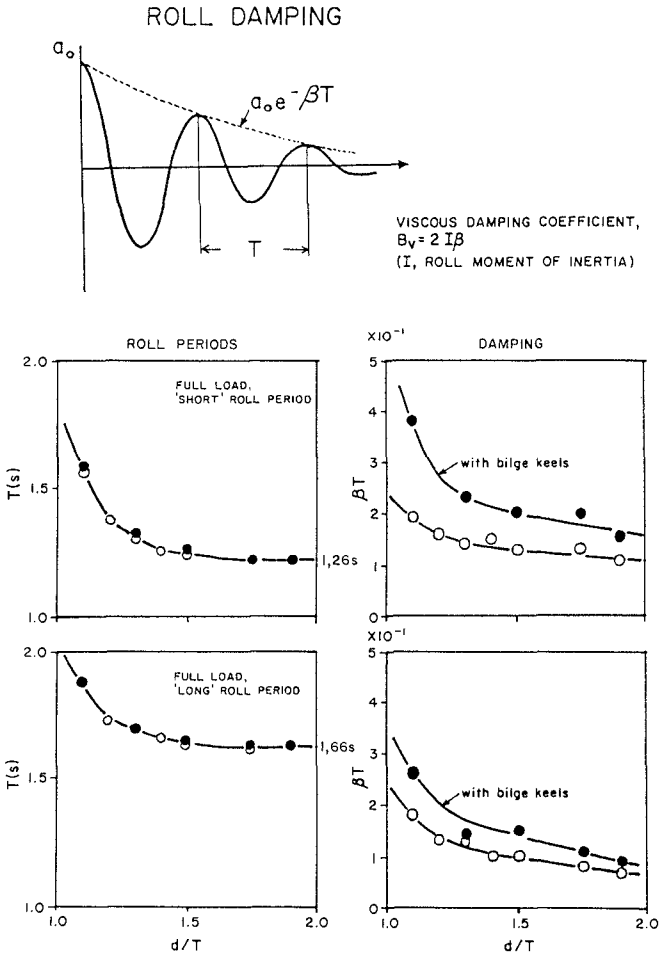 ROLL DAMPING
a₀
a₀e⁻βT
T
VISCOUS DAMPING COEFFICIENT,
Bᵥ = 2 Iβ
(I, ROLL MOMENT OF INERTIA)
ROLL PERIODS
2.0
1.5
1.0
T(s)
FULL LOAD,
'SHORT' ROLL PERIOD
1,26s
X10⁻¹
DAMPING
5
4
3
2
1
0
βT
with bilge keels
2.0
1.5
1.0
T(s)
FULL LOAD,
'LONG' ROLL PERIOD
1,66s
1.0
1.5
2.0
d/T
X10⁻¹
5
4
3
2
1
0
βT
with bilge keels
1.0
1.5
2.0
d/T